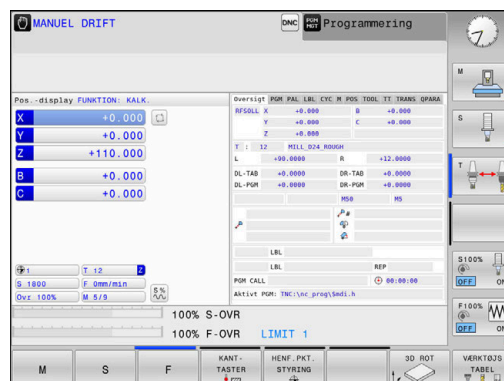 MANUEL DRIFT
DNC
PGM
MGT
Programmering
Pos.-display FUNKTION: KALK.
X +0.000
Y +0.000
Z +110.000
B +0.000
C +0.000
1 T 12 Z
S 1800 F 0mm/min
Ovr 100% M 5/9
S %
Oversigt PGM PAL LBL CYC M POS TOOL TT TRANS QPARA
RFSOLL X +0.000 B +0.000
Y +0.000 C +0.000
Z +0.000
T : 12 MILL_D24_ROUGH
L +90.0000 R +12.0000
DL-TAB +0.0000 DR-TAB +0.0000
DL-PGM +0.0000 DR-PGM +0.0000
M50 M5
P#
LBL
LBL REP
PGM CALL 00:00:00
Aktivt PGM: TNC:\nc_prog\$mdi.h
100% S-OVR
100% F-OVR LIMIT 1
M
S
F
KANT-
TASTER
HENF.PKT.
STYRING
3D ROT
VÆRKTØJS
TABEL
M
S
T
S100%
OFF ON
F100%
OFF ON